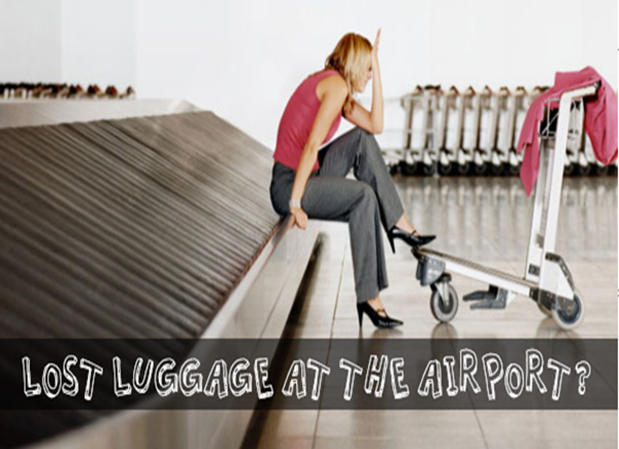 LOST LUGGAGE AT THE AIRPORT?